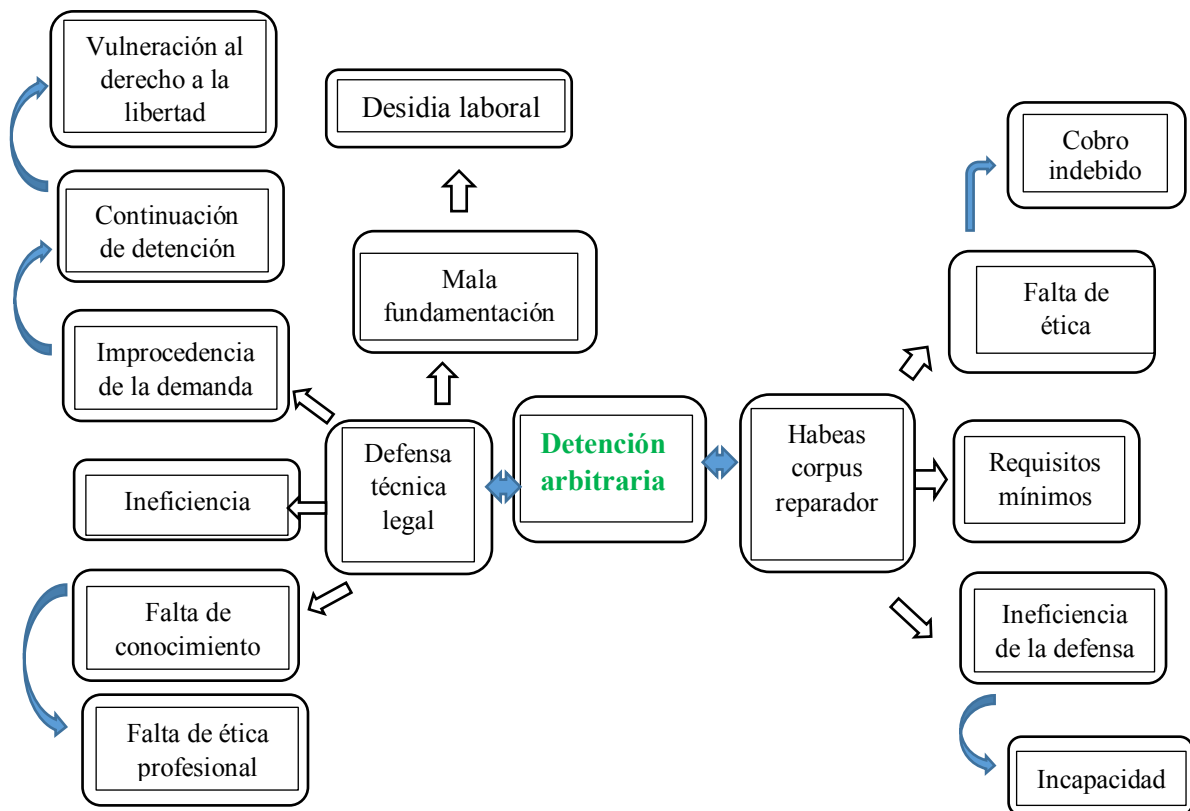 Vulneración al
derecho a la
libertad
Desidia laboral
Cobro
indebido
Continuación
de detención
Mala
fundamentación
Falta de
ética
Improcedencia
de la demanda
Defensa
técnica
legal
Detención
arbitraria
Habeas
corpus
reparador
Requisitos
mínimos
Ineficiencia
Falta de
conocimiento
Ineficiencia
de la defensa
Falta de ética
profesional
Incapacidad